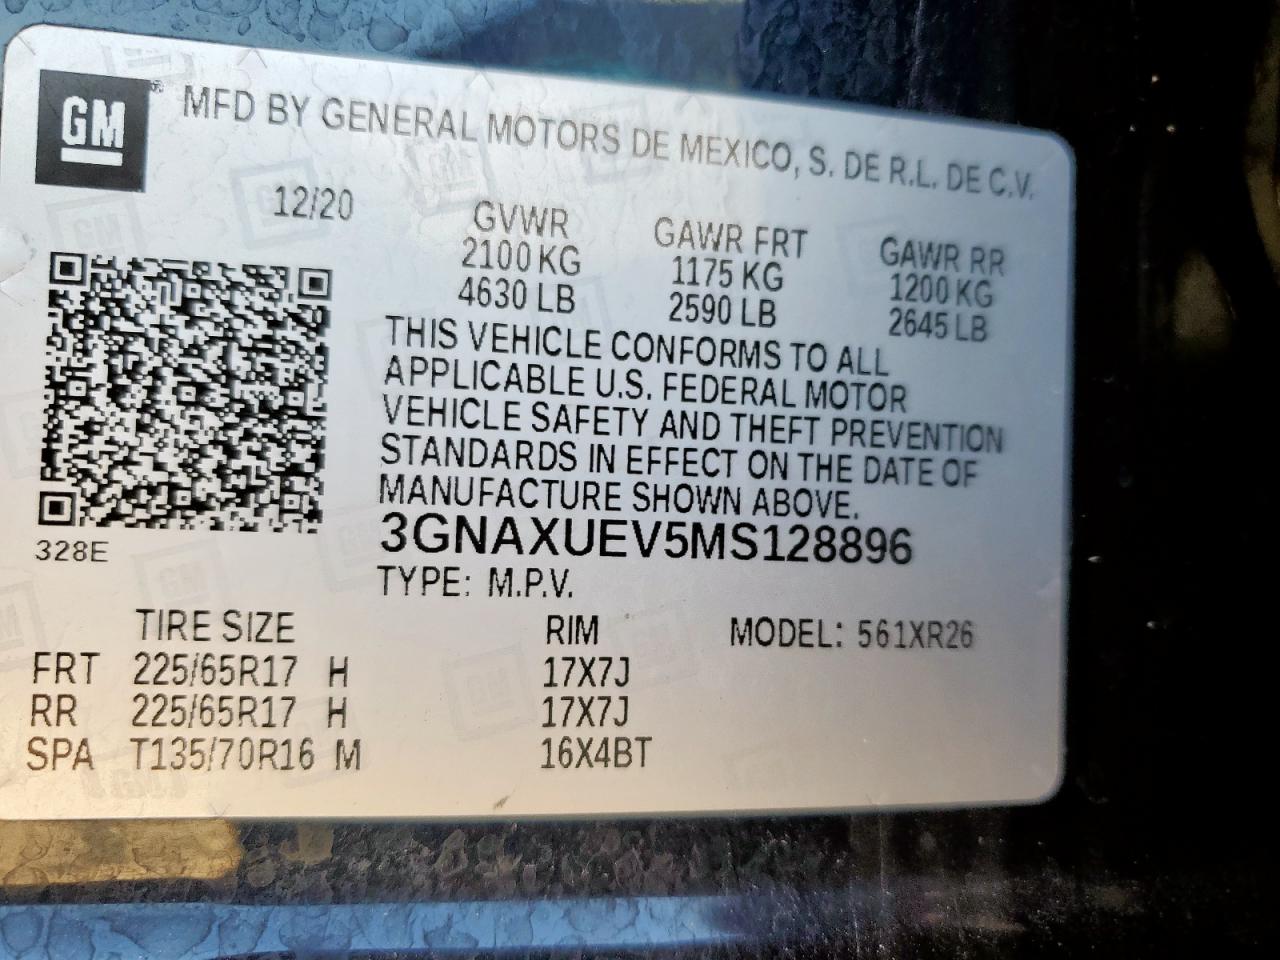 GM ®
MFD BY GENERAL MOTORS DE MEXICO, S. DE R.L. DE C.V.
12/20
GVWR
2100 KG
4630 LB
GAWR FRT
1175 KG
2590 LB
GAWR RR
1200 KG
2645 LB
THIS VEHICLE CONFORMS TO ALL
APPLICABLE U.S. FEDERAL MOTOR
VEHICLE SAFETY AND THEFT PREVENTION
STANDARDS IN EFFECT ON THE DATE OF
MANUFACTURE SHOWN ABOVE.
3GNAXUEV5MS128896
328E
TYPE: M.P.V.
TIRE SIZE RIM MODEL: 561XR26
FRT 225/65R17 H 17X7J
RR 225/65R17 H 17X7J
SPA T135/70R16 M 16X4BT